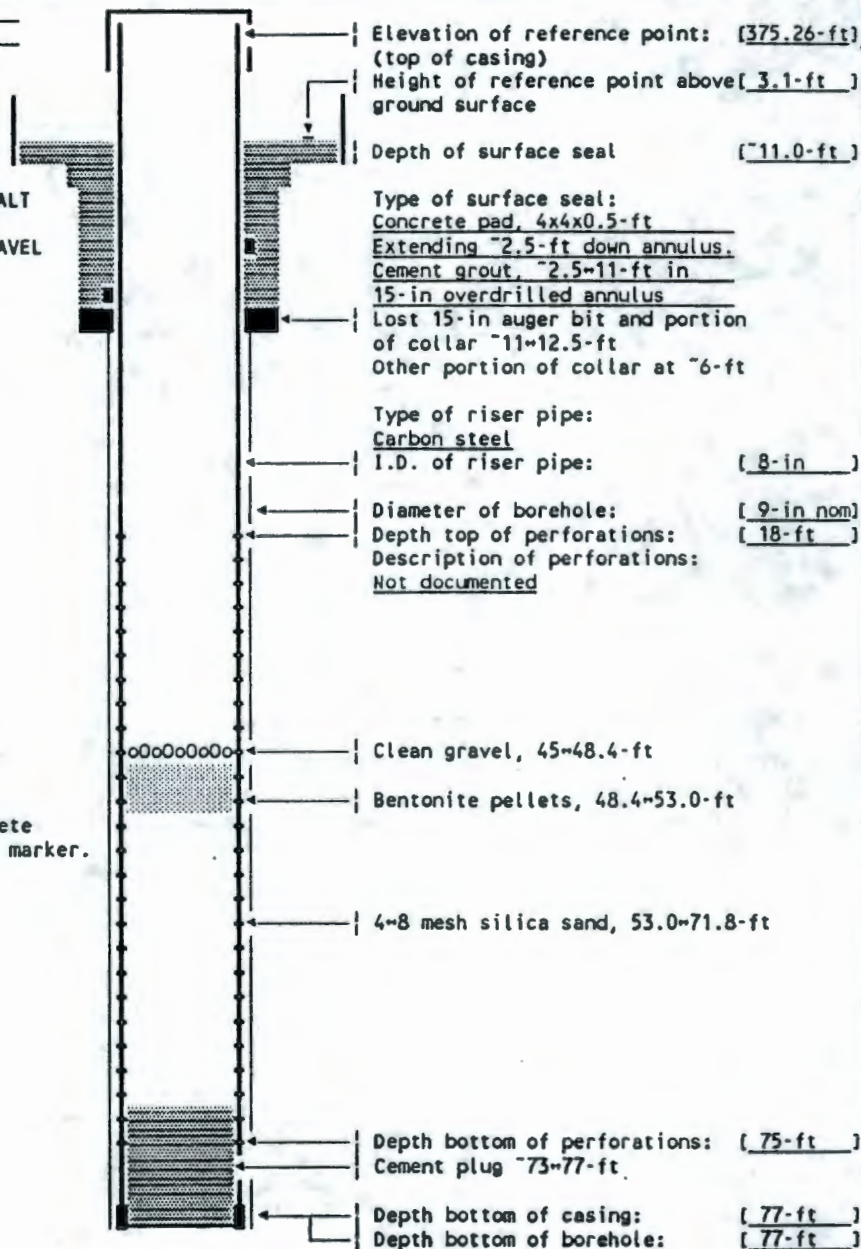 Elevation of reference point: [375.26-ft]
(top of casing)
Height of reference point above[ 3.1-ft ]
ground surface
Depth of surface seal [~11.0-ft ]
ALT
Type of surface seal:
Concrete pad, 4x4x0.5-ft
AVEL
Extending ~2.5-ft down annulus.
Cement grout, ~2.5↔11-ft in
15-in overdrilled annulus
Lost 15-in auger bit and portion
of collar ~11↔12.5-ft
Other portion of collar at ~6-ft
Type of riser pipe:
Carbon steel
I.D. of riser pipe: [ 8-in ]
Diameter of borehole: [ 9-in nom]
Depth top of perforations: [ 18-ft ]
Description of perforations:
Not documented
Clean gravel, 45↔48.4-ft
Bentonite pellets, 48.4↔53.0-ft
ete
marker.
4↔8 mesh silica sand, 53.0↔71.8-ft
Depth bottom of perforations: [ 75-ft ]
Cement plug ~73↔77-ft
Depth bottom of casing: [ 77-ft ]
Depth bottom of borehole: [ 77-ft ]